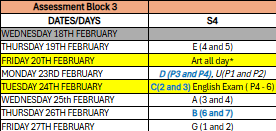 Assessment Block 3
DATES/DAYS S4
WEDNESDAY 18TH FEBRUARY
THURSDAY 19TH FEBRUARY E (4 and 5)
FRIDAY 20TH FEBRUARY Art all day*
MONDAY 23RD FEBRUARY D (P3 and P4), U(P1 and P2)
TUESDAY 24TH FEBRUARY C(2 and 3) English Exam ( P4 - 6)
WEDNESDAY 25th FEBRUARY A (3 and 4)
THURSDAY 26TH FEBRUARY B (6 and 7)
FRIDAY 27TH FEBRUARY G (1 and 2)